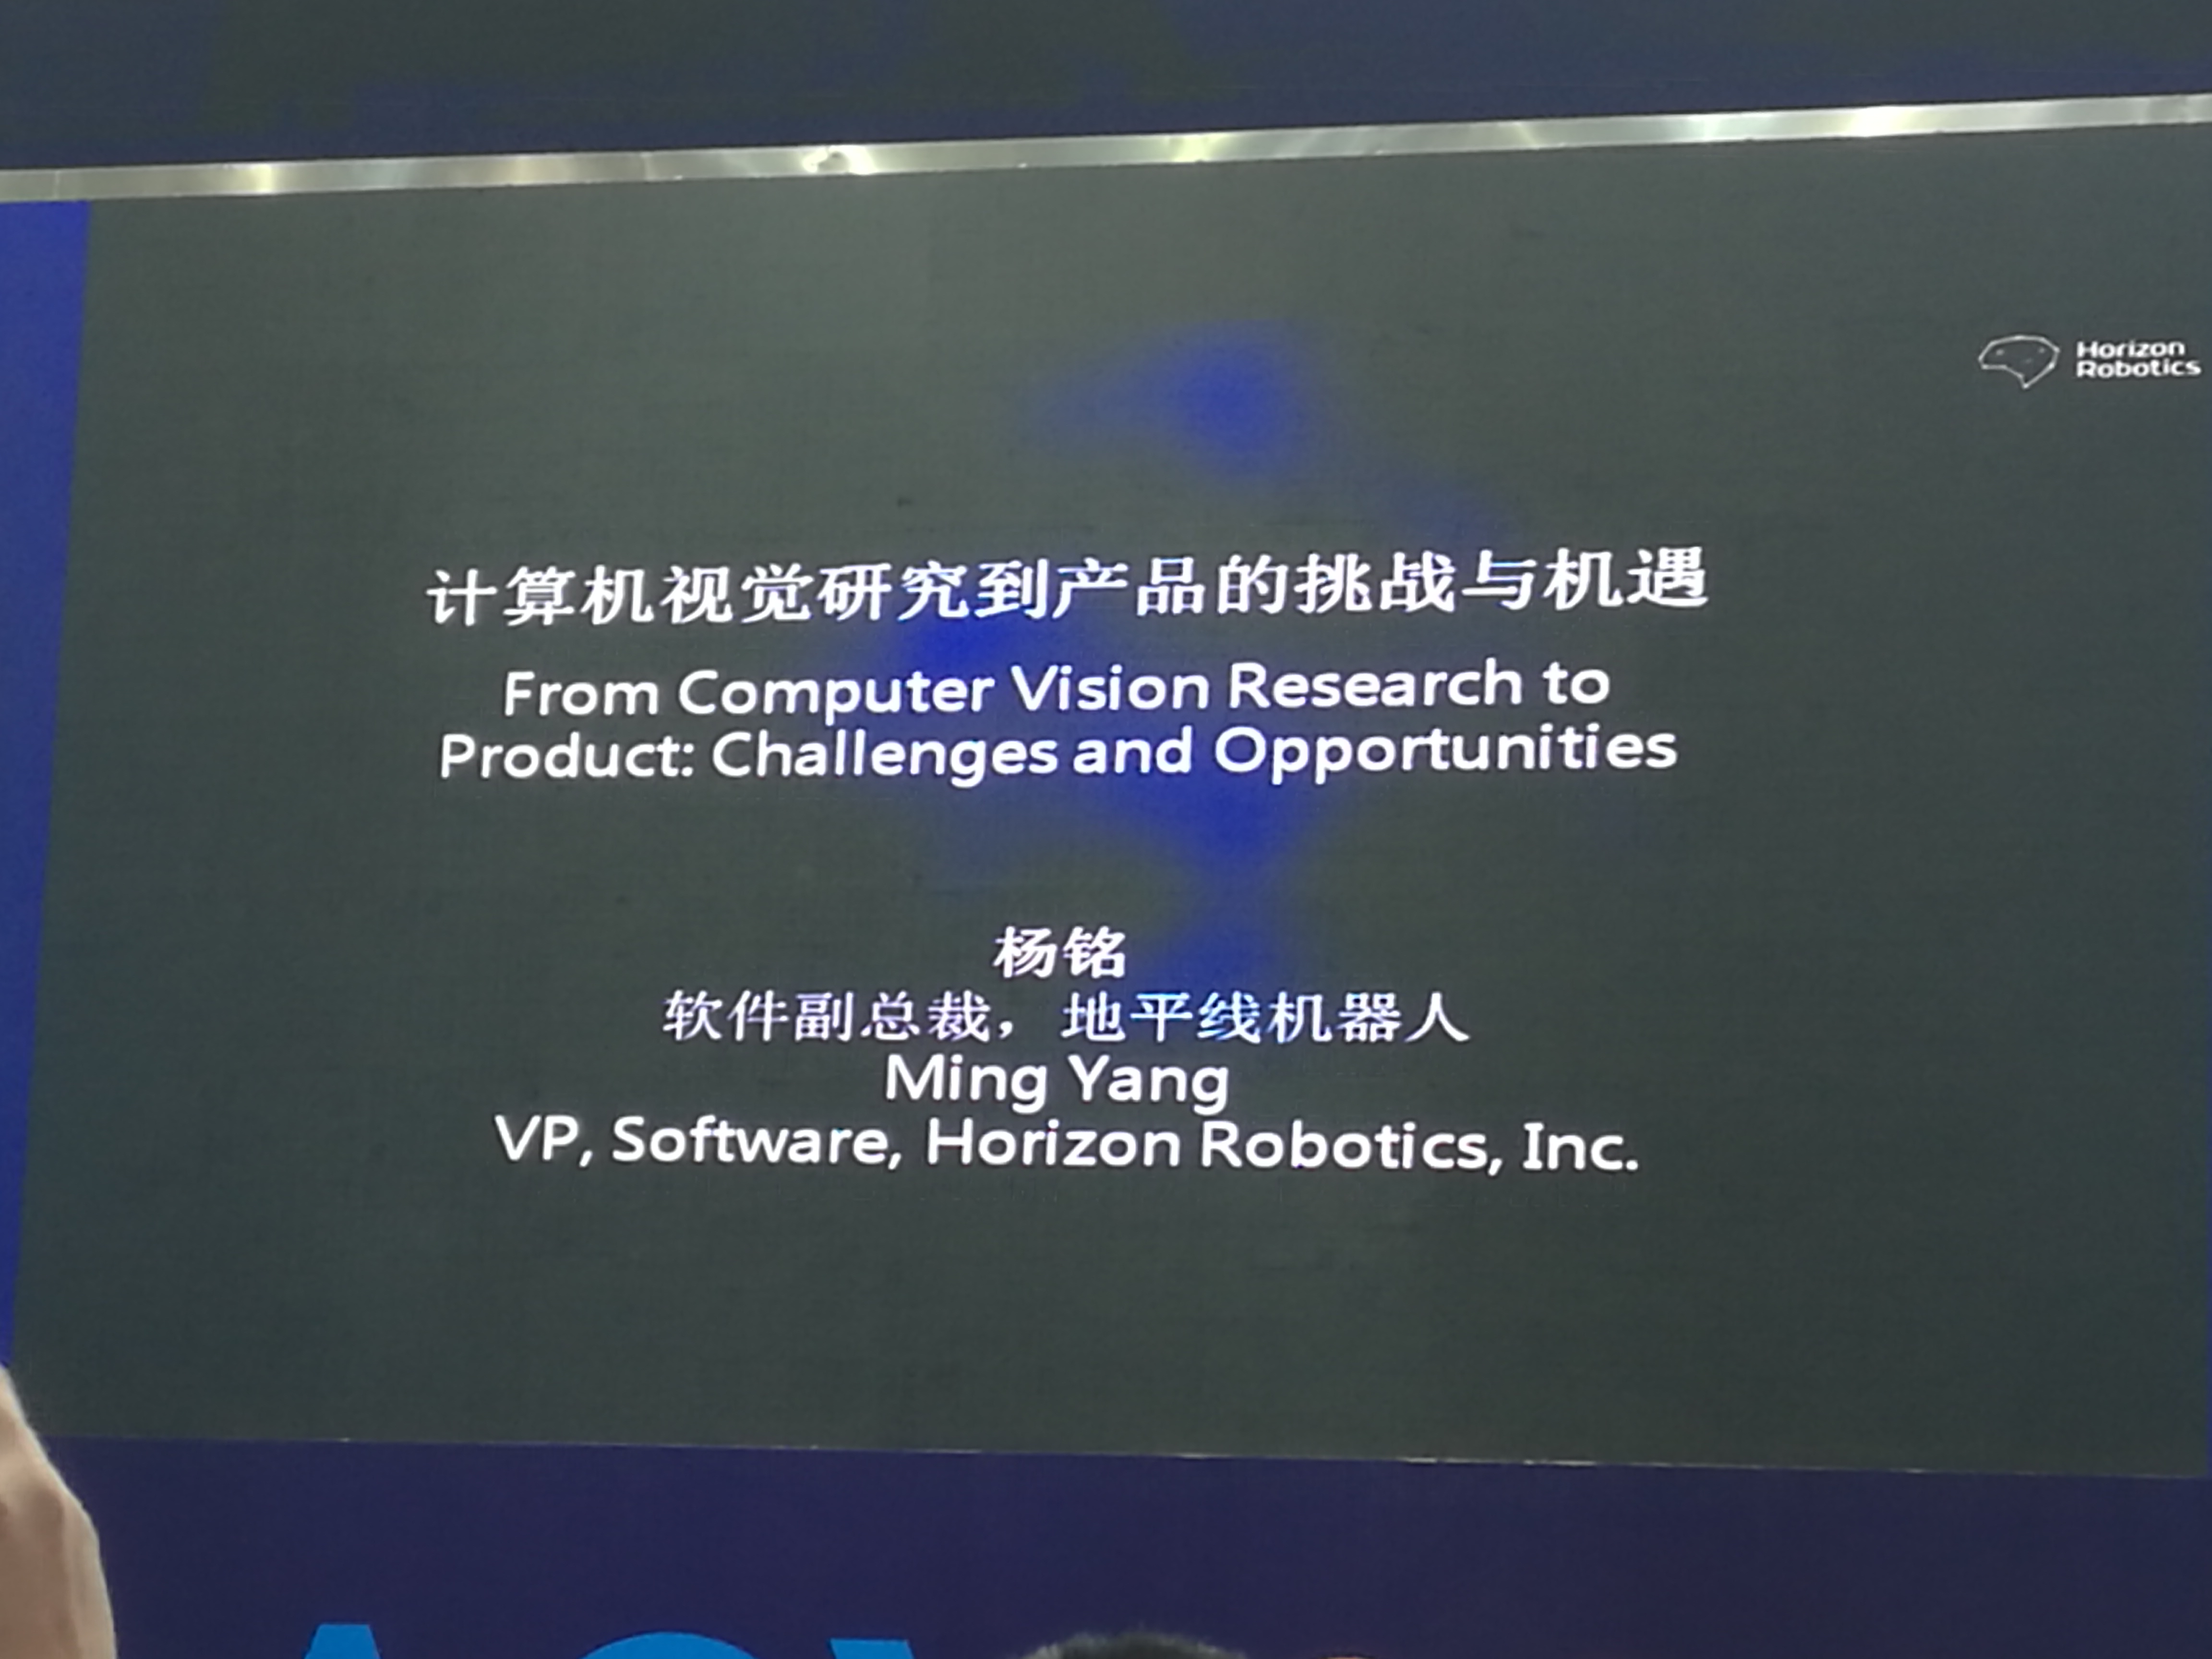 Horizon
Robotics
计算机视觉研究到产品的挑战与机遇
From Computer Vision Research to
Product: Challenges and Opportunities
杨铭
软件副总裁，地平线机器人
Ming Yang
VP, Software, Horizon Robotics, Inc.